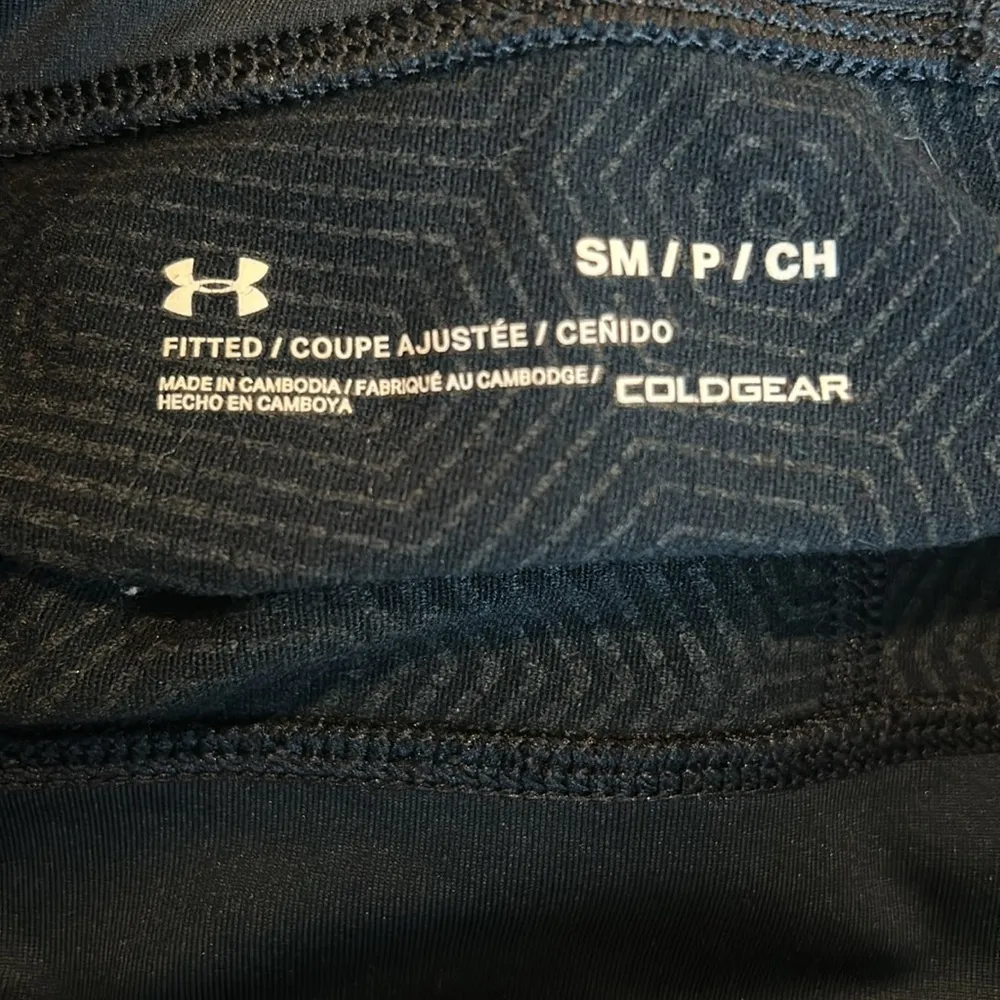 SM / P / CH
FITTED / COUPE AJUSTÉE / CEÑIDO
MADE IN CAMBODIA / FABRIQUÉ AU CAMBODGE /
HECHO EN CAMBOYA
COLDGEAR